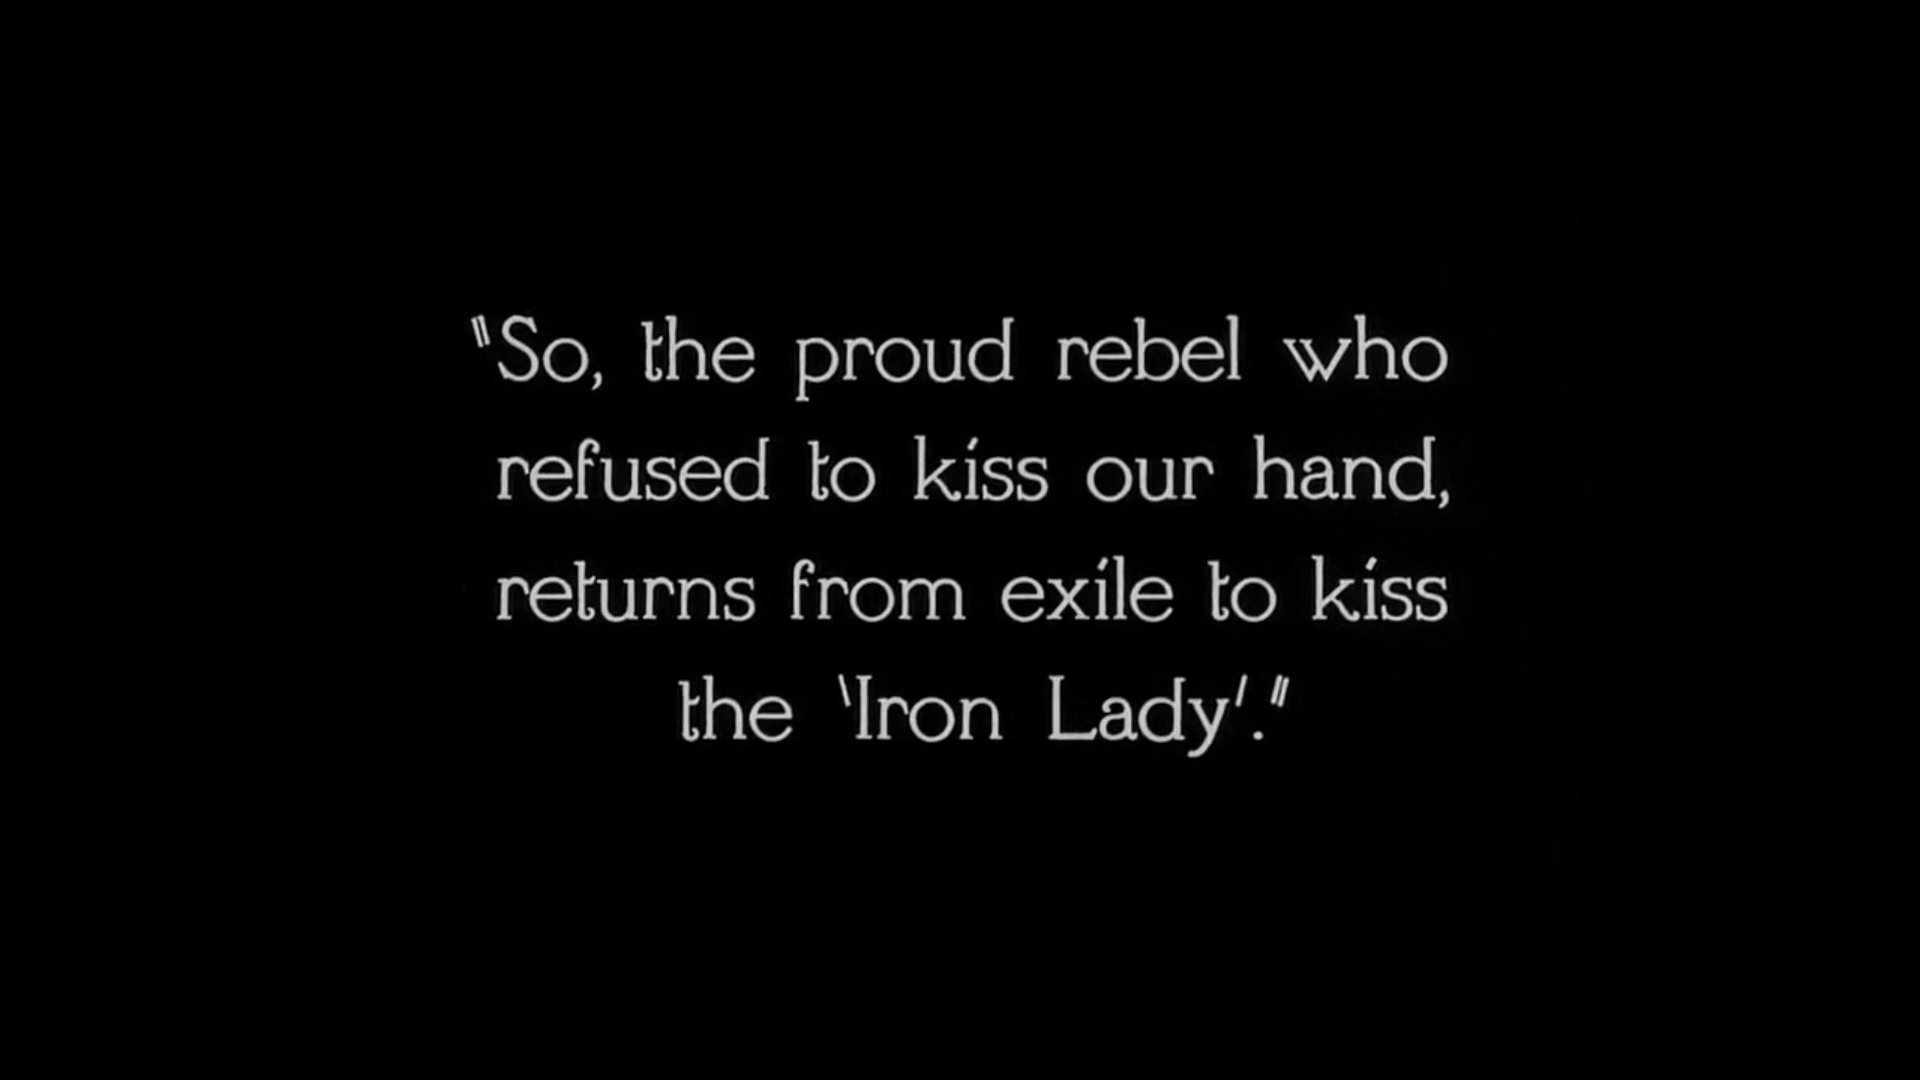 "So, the proud rebel who
refused to kiss our hand,
returns from exile to kiss
the 'Iron Lady'."